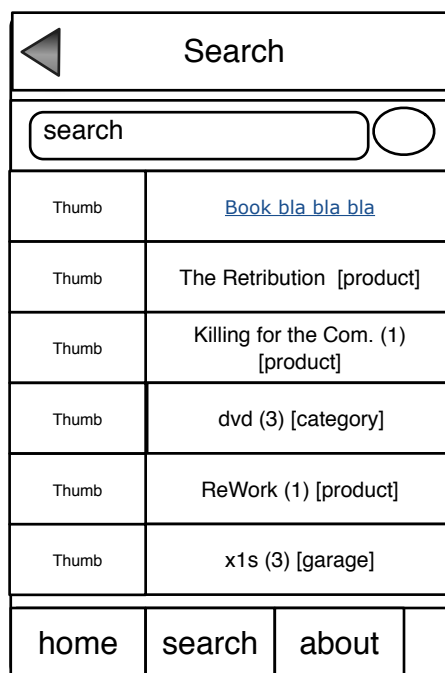 Search
search
Thumb
Book bla bla bla
Thumb
The Retribution  [product]
Thumb
Killing for the Com. (1)
[product]
Thumb
dvd (3) [category]
Thumb
ReWork (1) [product]
Thumb
x1s (3) [garage]
home
search
about